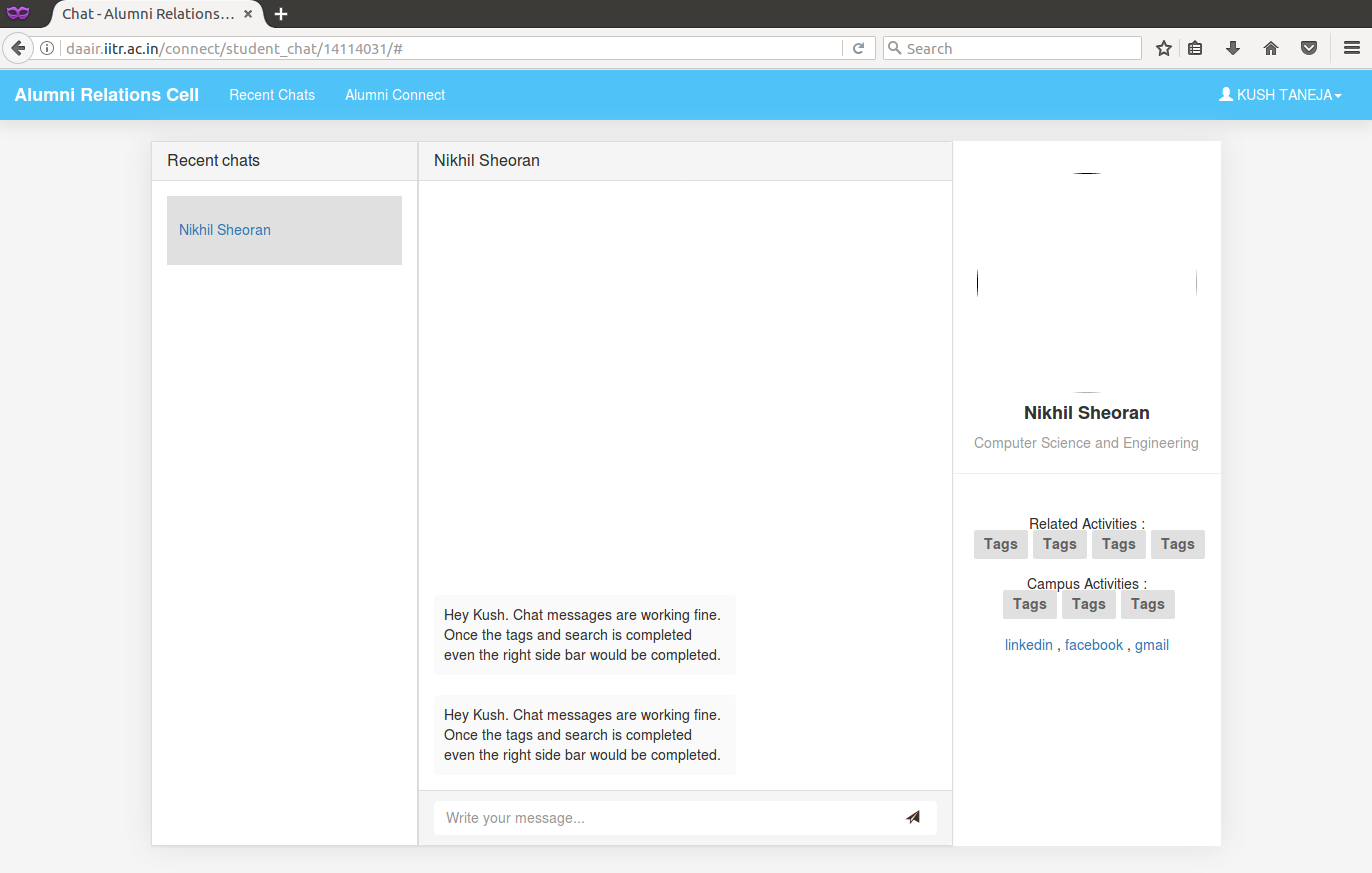 Chat - Alumni Relations...
daair.iitr.ac.in/connect/student_chat/14114031/#
Search
Alumni Relations Cell
Recent Chats
Alumni Connect
KUSH TANEJA
Recent chats
Nikhil Sheoran
Nikhil Sheoran
Hey Kush. Chat messages are working fine.
Once the tags and search is completed
even the right side bar would be completed.
Hey Kush. Chat messages are working fine.
Once the tags and search is completed
even the right side bar would be completed.
Write your message...
Nikhil Sheoran
Computer Science and Engineering
Related Activities :
Tags Tags Tags Tags
Campus Activities :
Tags Tags Tags
linkedin , facebook , gmail